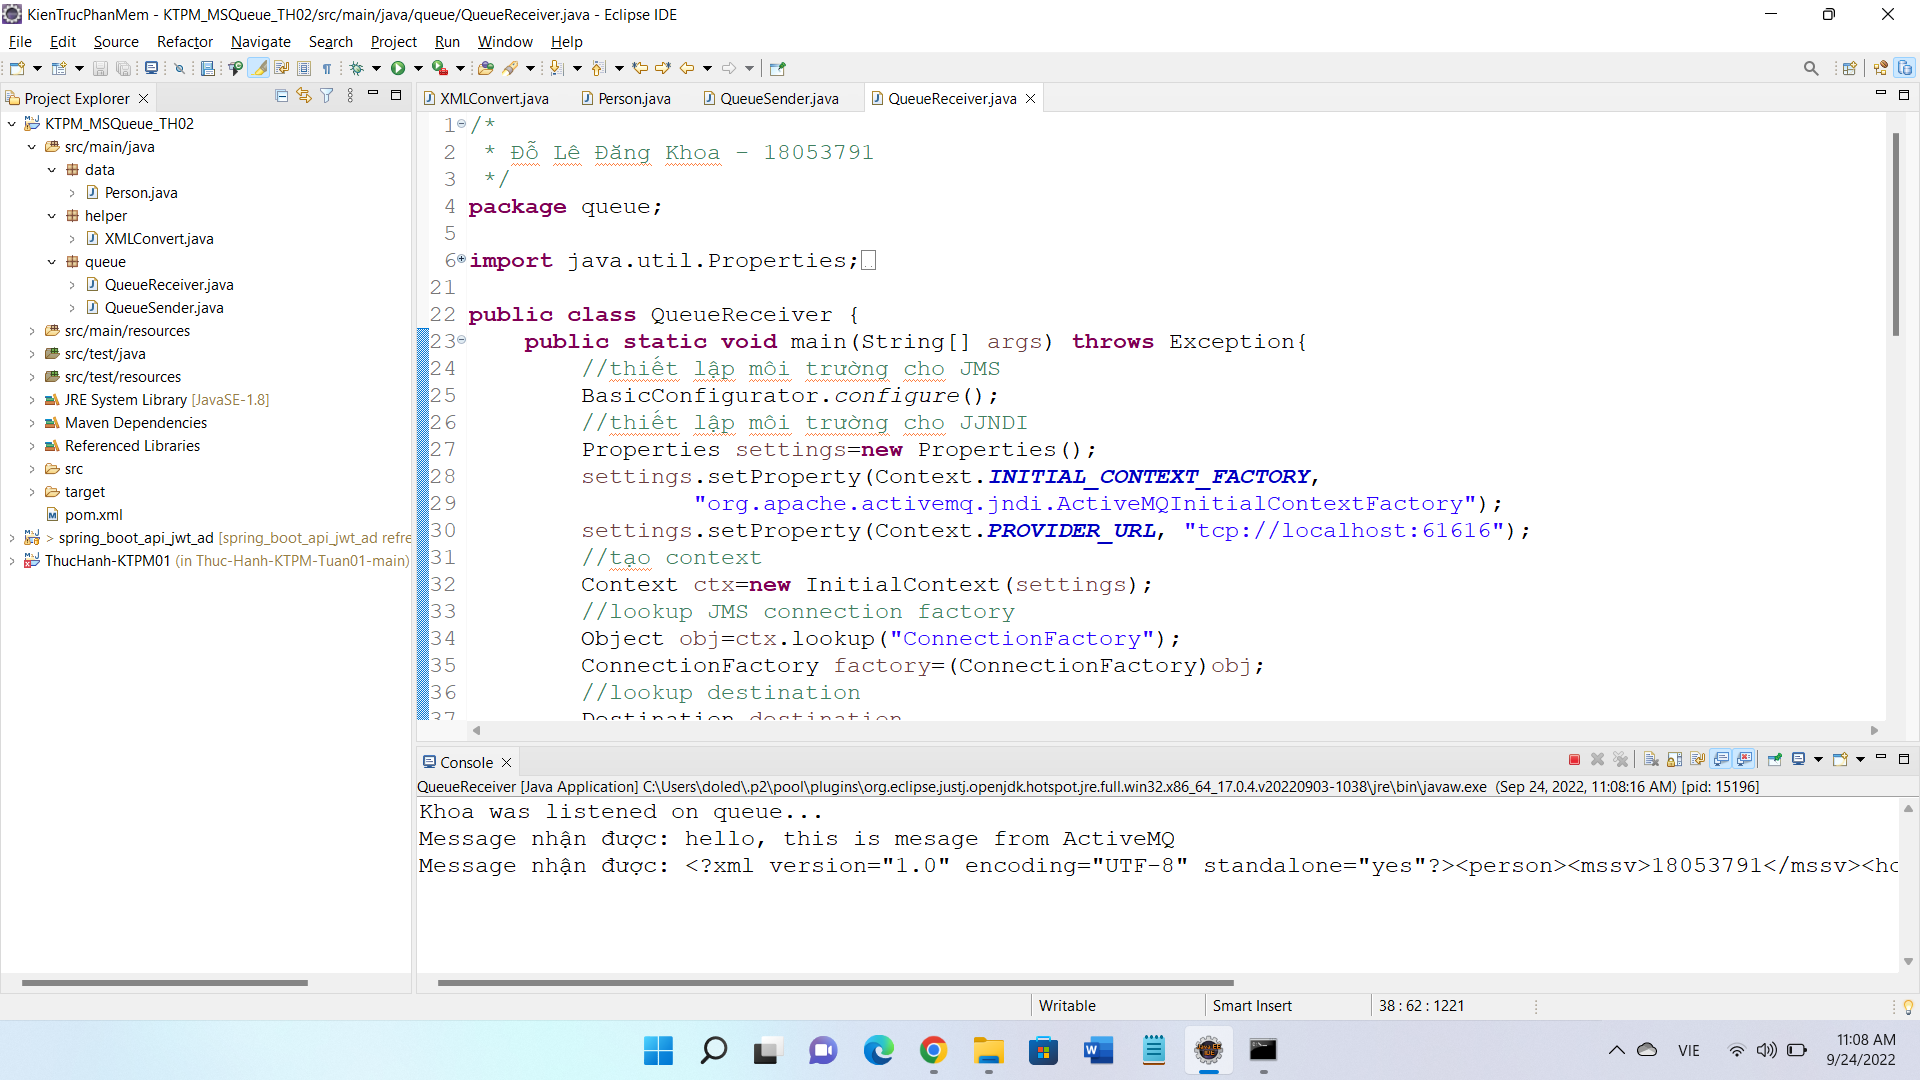 KienTrucPhanMem - KTPM_MSQueue_TH02/src/main/java/queue/QueueReceiver.java - Eclipse IDE
File Edit Source Refactor Navigate Search Project Run Window Help
Project Explorer
KTPM_MSQueue_TH02
src/main/java
data
Person.java
helper
XMLConvert.java
queue
QueueReceiver.java
QueueSender.java
src/main/resources
src/test/java
src/test/resources
JRE System Library [JavaSE-1.8]
Maven Dependencies
Referenced Libraries
src
target
pom.xml
> spring_boot_api_jwt_ad [spring_boot_api_jwt_ad refre
ThucHanh-KTPM01 (in Thuc-Hanh-KTPM-Tuan01-main)
XMLConvert.java Person.java QueueSender.java QueueReceiver.java
1 /*
2 * Đỗ Lê Đăng Khoa - 18053791
3 */
4 package queue;
5
6 import java.util.Properties;
21
22 public class QueueReceiver {
23 public static void main(String[] args) throws Exception{
24 //thiết lập môi trường cho JMS
25 BasicConfigurator.configure();
26 //thiết lập môi trường cho JJNDI
27 Properties settings=new Properties();
28 settings.setProperty(Context.INITIAL_CONTEXT_FACTORY,
29 "org.apache.activemq.jndi.ActiveMQInitialContextFactory");
30 settings.setProperty(Context.PROVIDER_URL, "tcp://localhost:61616");
31 //tạo context
32 Context ctx=new InitialContext(settings);
33 //lookup JMS connection factory
34 Object obj=ctx.lookup("ConnectionFactory");
35 ConnectionFactory factory=(ConnectionFactory)obj;
36 //lookup destination
37 Destination destination
Console
QueueReceiver [Java Application] C:\Users\doled\.p2\pool\plugins\org.eclipse.justj.openjdk.hotspot.jre.full.win32.x86_64_17.0.4.v20220903-1038\jre\bin\javaw.exe (Sep 24, 2022, 11:08:16 AM) [pid: 15196]
Khoa was listened on queue...
Message nhận được: hello, this is mesage from ActiveMQ
Message nhận được: <?xml version="1.0" encoding="UTF-8" standalone="yes"?><person><mssv>18053791</mssv><ho
Writable Smart Insert 38 : 62 : 1221
VIE 11:08 AM
9/24/2022